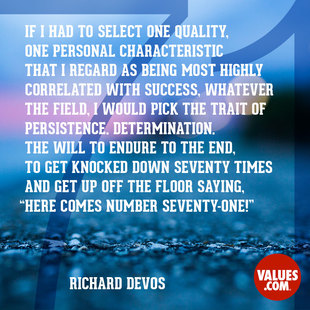 IF I HAD TO SELECT ONE QUALITY,
ONE PERSONAL CHARACTERISTIC
THAT I REGARD AS BEING MOST HIGHLY
CORRELATED WITH SUCCESS, WHATEVER
THE FIELD, I WOULD PICK THE TRAIT OF
PERSISTENCE. DETERMINATION.
THE WILL TO ENDURE TO THE END,
TO GET KNOCKED DOWN SEVENTY TIMES
AND GET UP OFF THE FLOOR SAYING,
“HERE COMES NUMBER SEVENTY-ONE!”
RICHARD DEVOS
VALUES
.COM